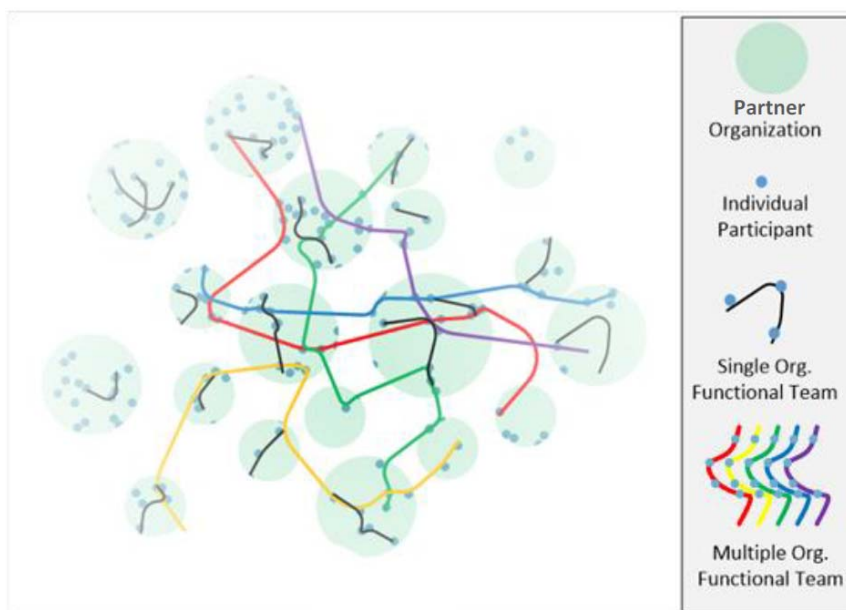 Partner
Organization
Individual
Participant
Single Org.
Functional Team
Multiple Org.
Functional Team